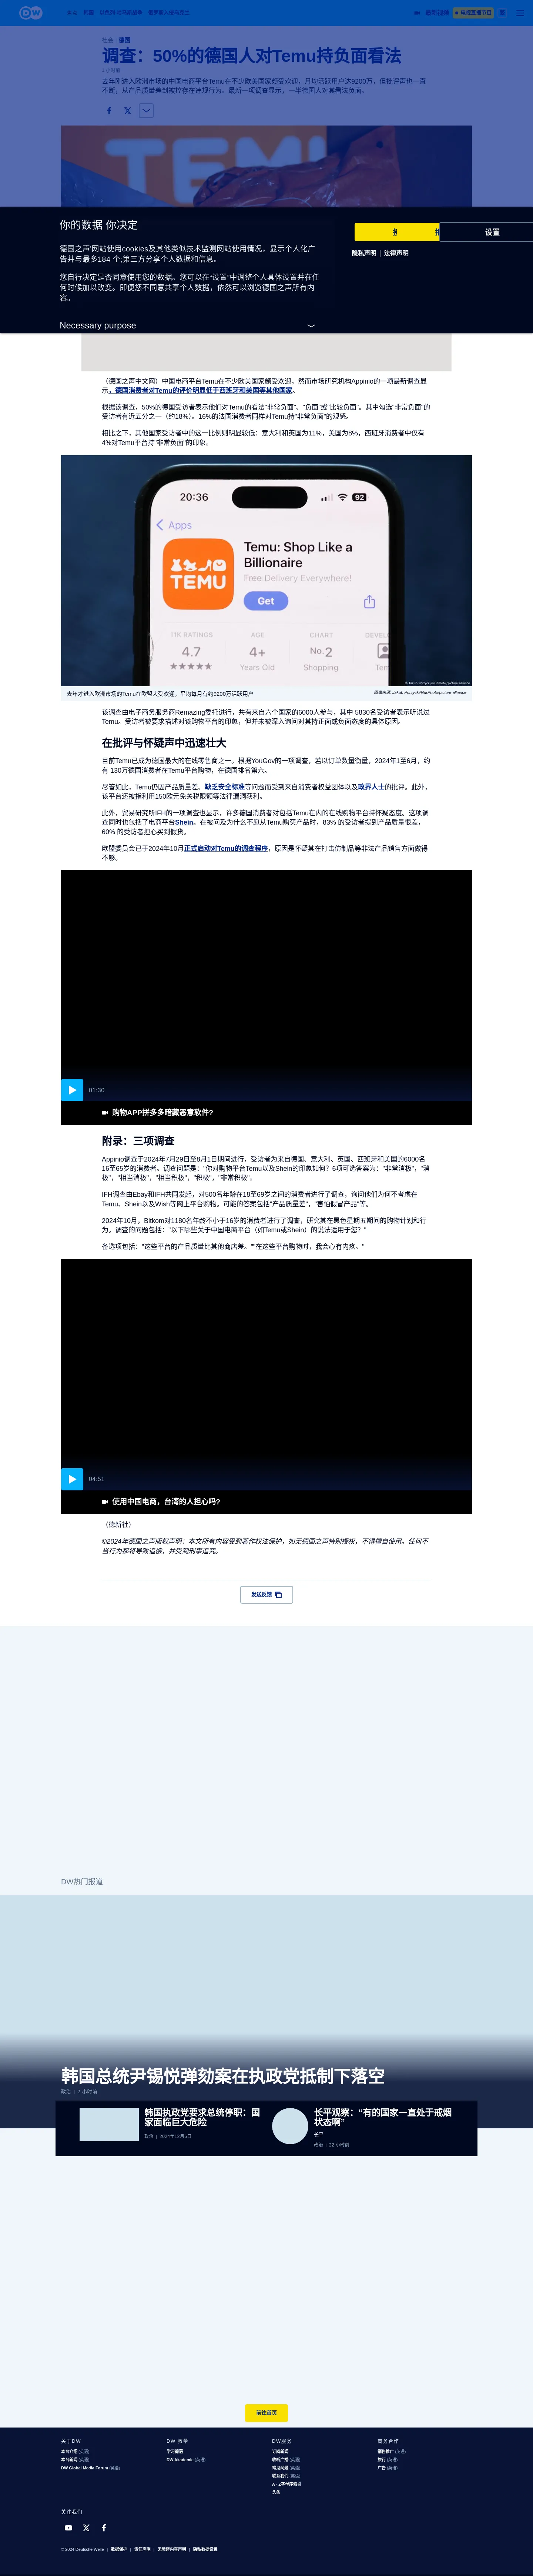 DW
韩国
社会 | 德国
调查：50%的德国人对Temu持负面看法
去年刚进入欧洲市场的中国电商平台Temu在不少欧美国家颇受欢迎，月均活跃用户达9200万，但批评声也一直
不断，从产品质量差到被控存在违规行为。最新一项调查显示，一半德国人对其看法负面。
你的数据 你决定
德国之声'网站使用cookies及其他类似技术监测网站使用情况，显示个人化广
告并与最多184 个;第三方分享个人数据和信息。
您自行决定是否同意使用您的数据。您可以在"设置"中调整个人具体设置并在任
何时候加以改变。即便您不同意共享个人数据，依然可以浏览德国之声所有内
容。
Necessary purpose
设置
隐私声明 | 法律声明
（德国之声中文网）中国电商平台Temu在不少欧美国家颇受欢迎，然而市场研究机构Appinio的一项最新调查显
示，德国消费者对Temu的评价明显低于西班牙和美国等其他国家。
根据该调查，50%的德国受访者表示他们对Temu的看法"非常负面"、"负面"或"比较负面"。其中勾选"非常负面"的
受访者有近五分之一（约18%）。16%的法国消费者同样对Temu持"非常负面"的观感。
相比之下，其他国家受访者中的这一比例则明显较低：意大利和英国为11%，美国为8%，西班牙消费者中仅有
4%对Temu平台持"非常负面"的印象。
20:36
92
Apps
TEMU
Temu: Shop Like a
Billionaire
Free Delivery Everywhere!
Get
11K RATINGS
4.7
AGE
4+
Years Old
CHART
No. 2
Shopping
Temu
© Jakub Porzycki/NurPhoto/picture alliance
去年才进入欧洲市场的Temu在欧盟大受欢迎，平均每月有约9200万活跃用户
图像来源: Jakub Porzycki/NurPhoto/picture alliance
该调查由电子商务服务商Remazing委托进行，共有来自六个国家的6000人参与，其中 5830名受访者表示听说过
Temu。受访者被要求描述对该购物平台的印象，但并未被深入询问对其持正面或负面态度的具体原因。
在批评与怀疑声中迅速壮大
目前Temu已成为德国最大的在线零售商之一。根据YouGov的一项调查，若以订单数量衡量，2024年1至6月，约
有 130万德国消费者在Temu平台购物，在德国排名第六。
尽管如此，Temu仍因产品质量差、缺乏安全标准等问题而受到来自消费者权益团体以及政界人士的批评。此外，
该平台还被指利用150欧元免关税限额等法律漏洞获利。
此外，贸易研究所IFH的一项调查也显示，许多德国消费者对包括Temu在内的在线购物平台持怀疑态度。这项调
查同时也包括了电商平台Shein。在被问及为什么不愿从Temu购买产品时，83% 的受访者提到产品质量很差，
60% 的受访者担心买到假货。
欧盟委员会已于2024年10月正式启动对Temu的调查程序，原因是怀疑其在打击仿制品等非法产品销售方面做得
不够。
01:30
购物APP拼多多暗藏恶意软件?
附录：三项调查
Appinio调查于2024年7月29日至8月1日期间进行，受访者为来自德国、意大利、英国、西班牙和美国的6000名
16至65岁的消费者。调查问题是："你对购物平台Temu以及Shein的印象如何？6项可选答案为："非常消极"，"消
极"，"相当消极"，"相当积极"，"积极"，"非常积极"。
IFH调查由Ebay和IFH共同发起，对500名年龄在18至69岁之间的消费者进行了调查，询问他们为何不考虑在
Temu、Shein以及Wish等网上平台购物。可能的答案包括"产品质量差"，"害怕假冒产品"等。
2024年10月，Bitkom对1180名年龄不小于16岁的消费者进行了调查，研究其在黑色星期五期间的购物计划和行
为。调查的问题包括："以下哪些关于中国电商平台（如Temu或Shein）的说法适用于您？"
备选项包括："这些平台的产品质量比其他商店差。""在这些平台购物时，我会心有内疚。"
04:51
使用中国电商，台湾的人担心吗?
（德新社）
©2024年德国之声版权声明：本文所有内容受到著作权法保护，如无德国之声特别授权，不得擅自使用。任何不
当行为都将导致追偿，并受到刑事追究。
发送反馈
DW热门报道
韩国总统尹锡悦弹劾案在执政党抵制下落空
韩国执政党要求总统停职：国
家面临巨大危险
政治 | 2024年12月6日
长平观察：“有的国家一直处于戒烟
状态啊”
长平
政治 | 22 小时前
前往首页
关于DW
本台介绍 (英语)
本台新闻 (英语)
DW Global Media Forum (英语)
DW 教学
学习德语
DW Akademie (英语)
DW服务
订阅新闻
收听广播 (英语)
常见问题 (英语)
联系我们 (英语)
A - Z字母序索引
头条
商务合作
销售推广 (英语)
旅行 (英语)
广告 (英语)
关注我们
© 2024 Deutsche Welle | 数据保护 | 责任声明 | 无障碍内容声明 | 隐私数据设置